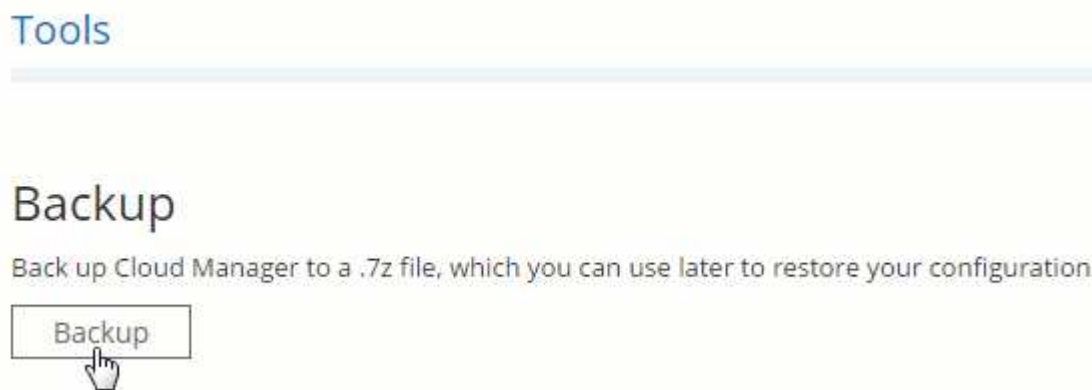 Tools
Backup
Back up Cloud Manager to a .7z file, which you can use later to restore your configuration
Backup